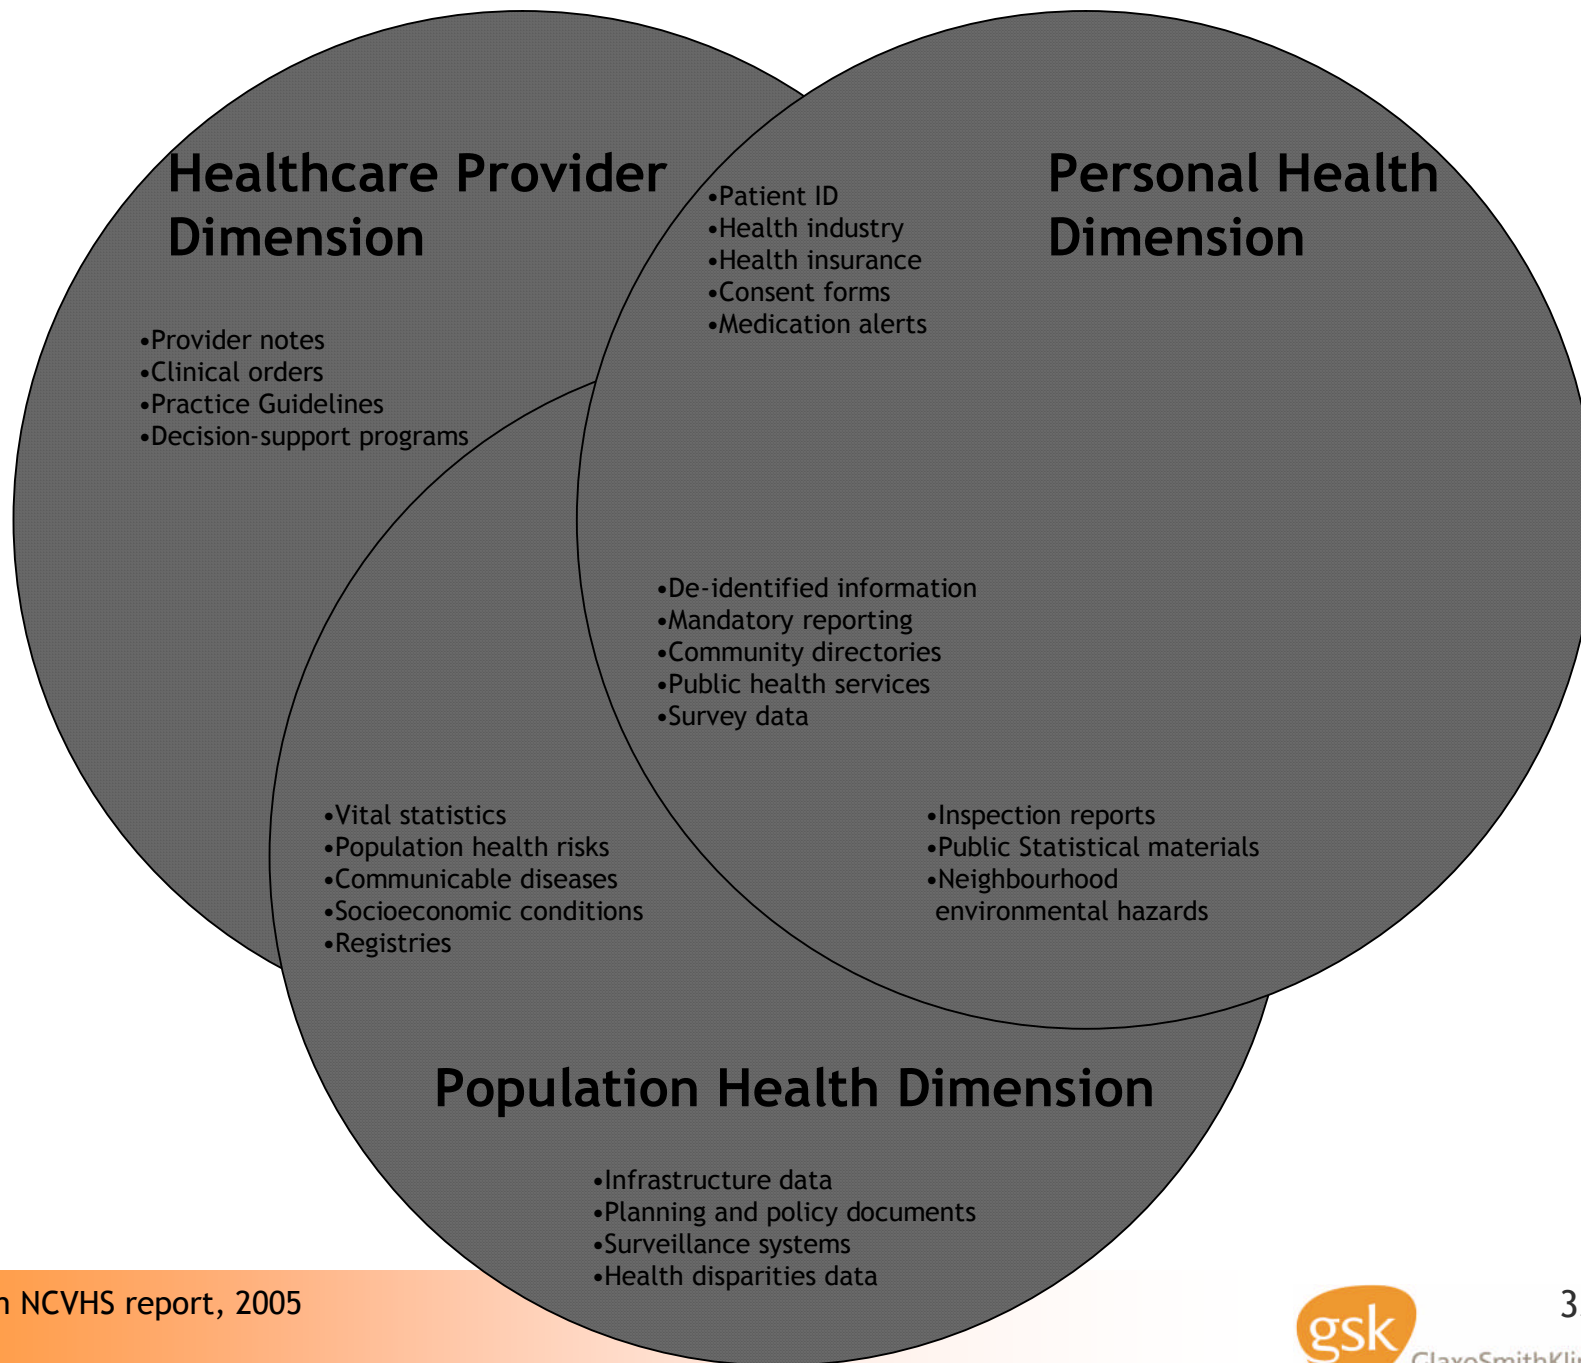 Healthcare Provider
Dimension
Personal Health
Dimension
•Patient ID
•Health industry
•Health insurance
•Consent forms
•Medication alerts
•Provider notes
•Clinical orders
•Practice Guidelines
•Decision-support programs
•De-identified information
•Mandatory reporting
•Community directories
•Public health services
•Survey data
•Vital statistics
•Population health risks
•Communicable diseases
•Socioeconomic conditions
•Registries
•Inspection reports
•Public Statistical materials
•Neighbourhood
environmental hazards
Population Health Dimension
•Infrastructure data
•Planning and policy documents
•Surveillance systems
•Health disparities data
NCVHS report, 2005
gsk
3